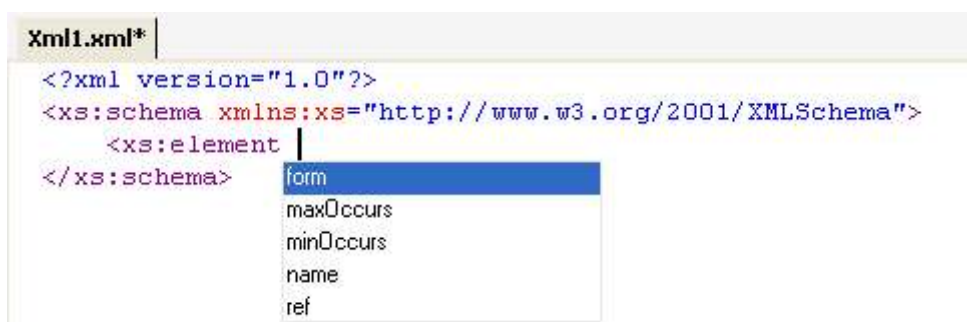 Xml1.xml*
<?xml version="1.0"?>
<xs:schema xmlns:xs="http://www.w3.org/2001/XMLSchema">
<xs:element
</xs:schema>
form
maxOccurs
minOccurs
name
ref